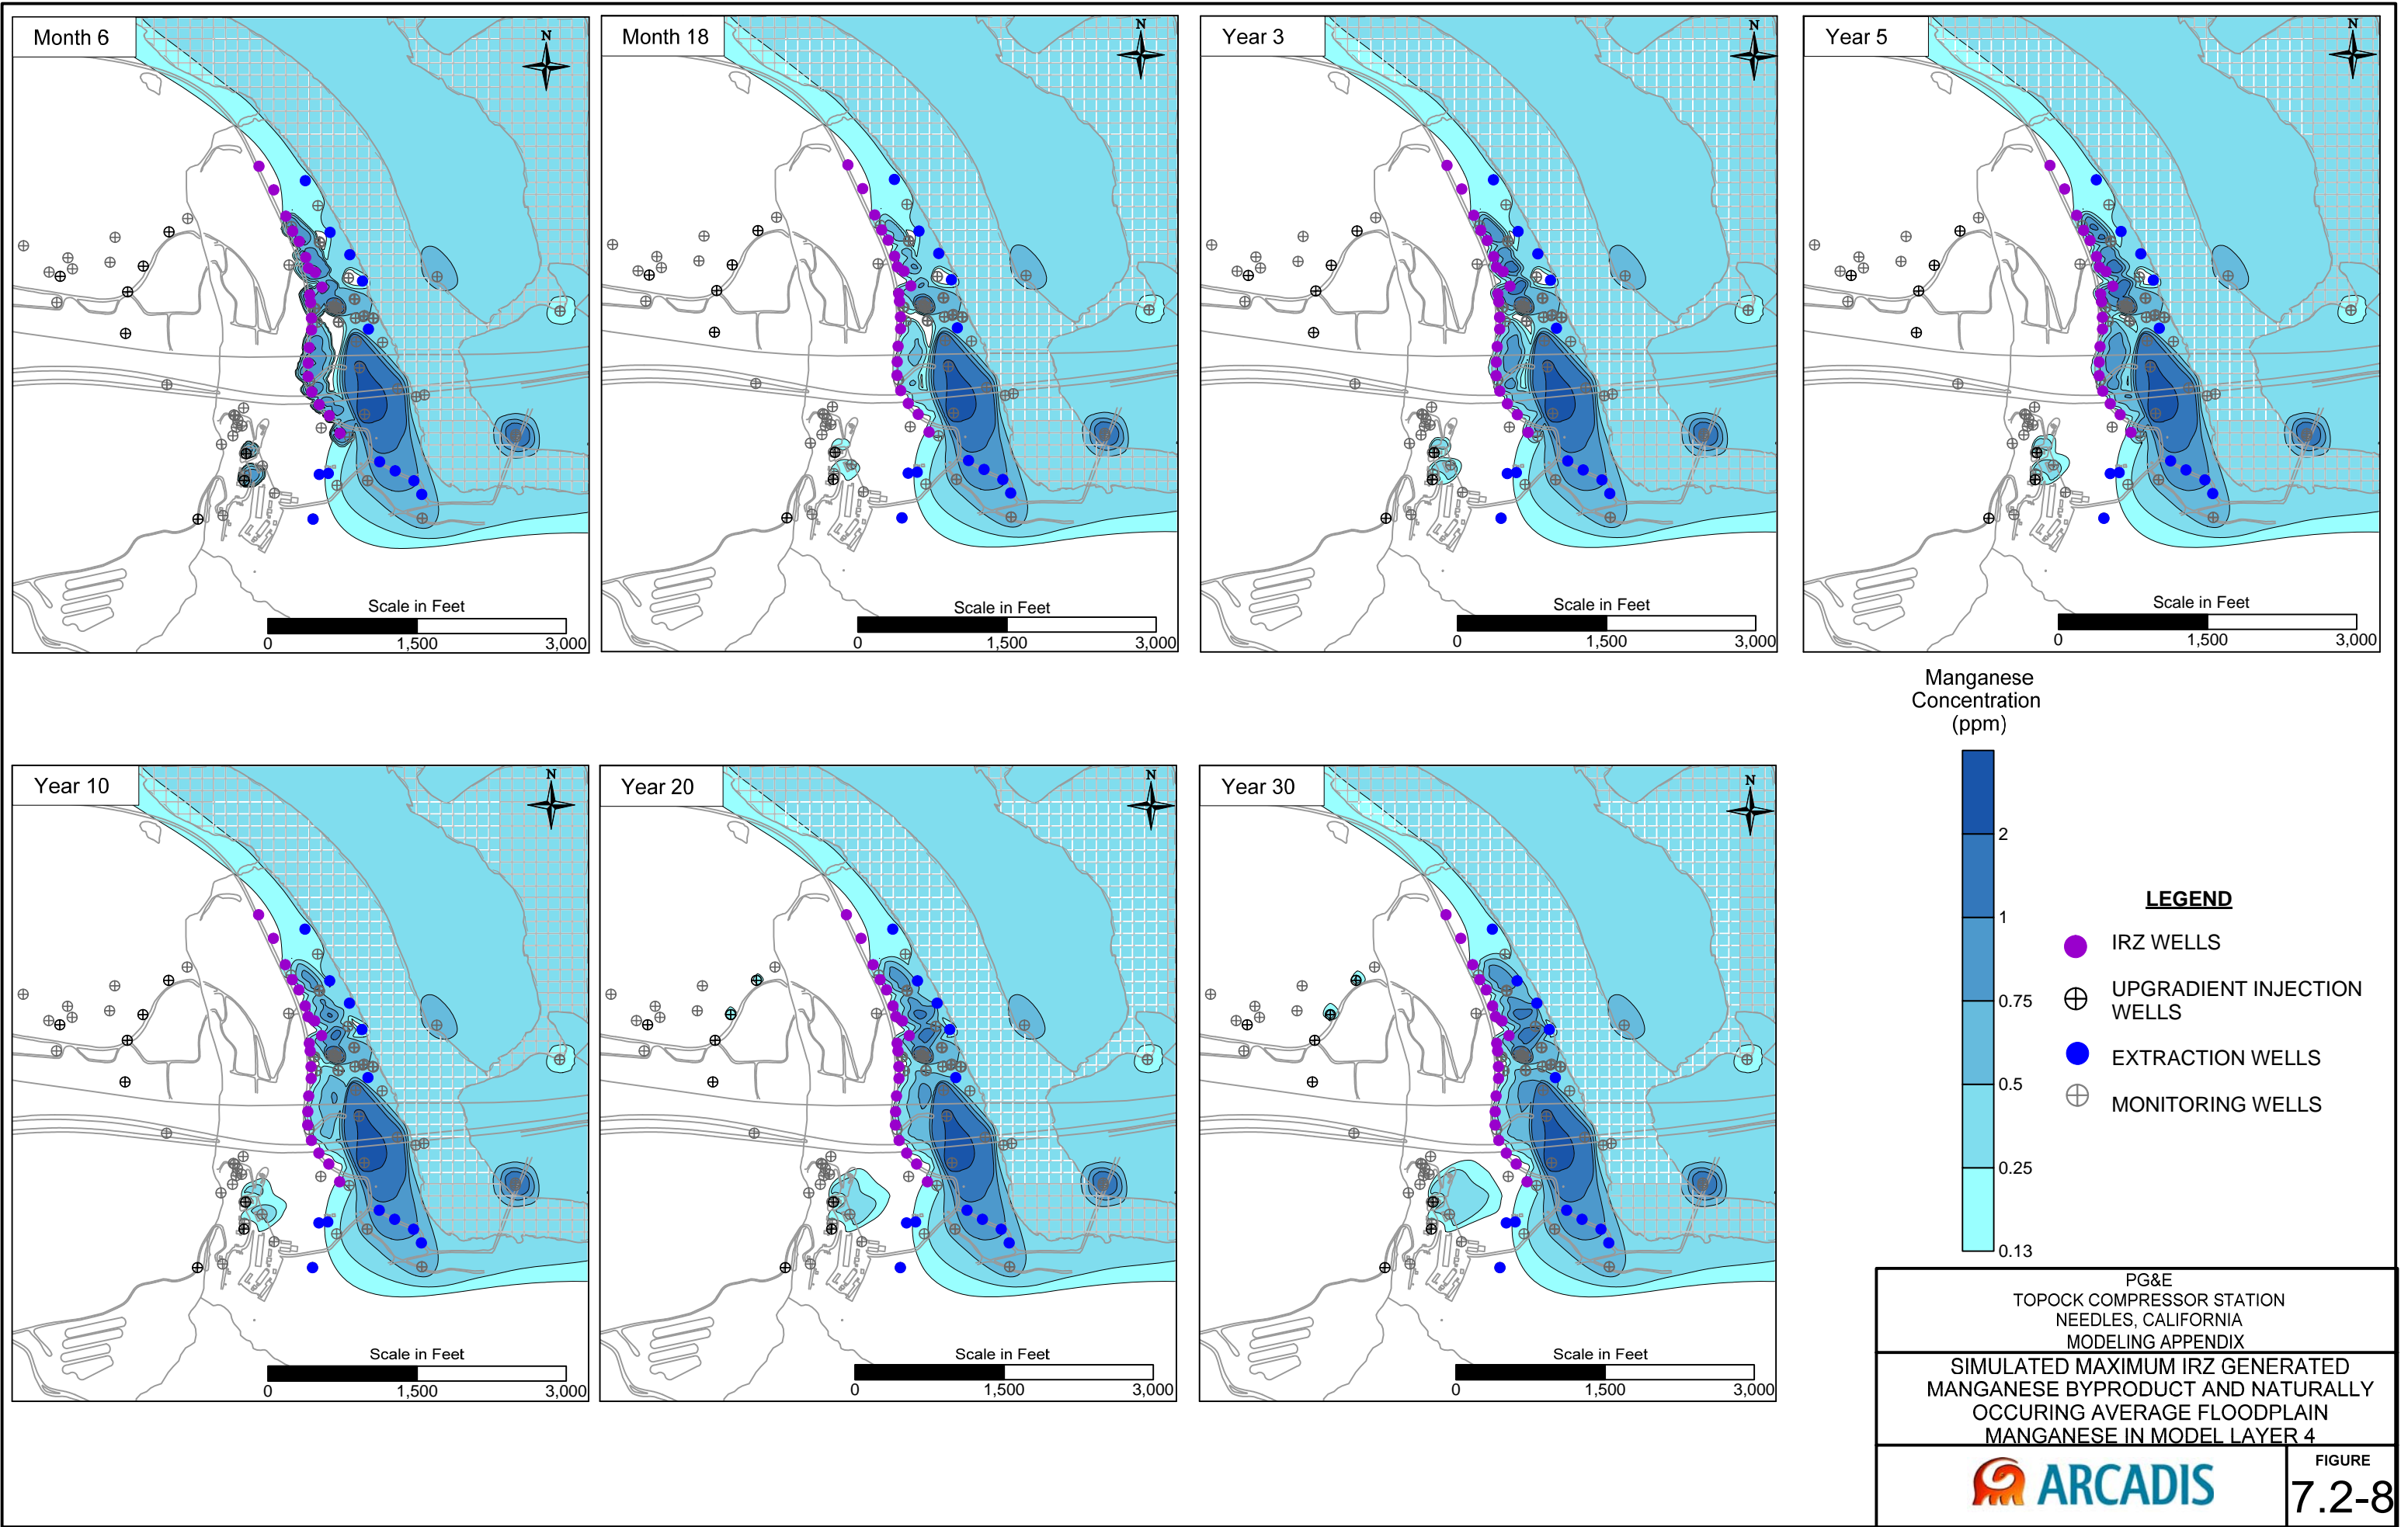 Month 6
N
Scale in Feet
0 1,500 3,000
Month 18
N
Scale in Feet
0 1,500 3,000
Year 3
N
Scale in Feet
0 1,500 3,000
Year 5
N
Scale in Feet
0 1,500 3,000
Year 10
N
Scale in Feet
0 1,500 3,000
Year 20
N
Scale in Feet
0 1,500 3,000
Year 30
N
Scale in Feet
0 1,500 3,000
Manganese
Concentration
(ppm)
2
1
0.75
0.5
0.25
0.13
LEGEND
IRZ WELLS
UPGRADIENT INJECTION
WELLS
EXTRACTION WELLS
MONITORING WELLS
PG&E
TOPOCK COMPRESSOR STATION
NEEDLES, CALIFORNIA
MODELING APPENDIX
SIMULATED MAXIMUM IRZ GENERATED
MANGANESE BYPRODUCT AND NATURALLY
OCCURING AVERAGE FLOODPLAIN
MANGANESE IN MODEL LAYER 4
ARCADIS
FIGURE
7.2-8